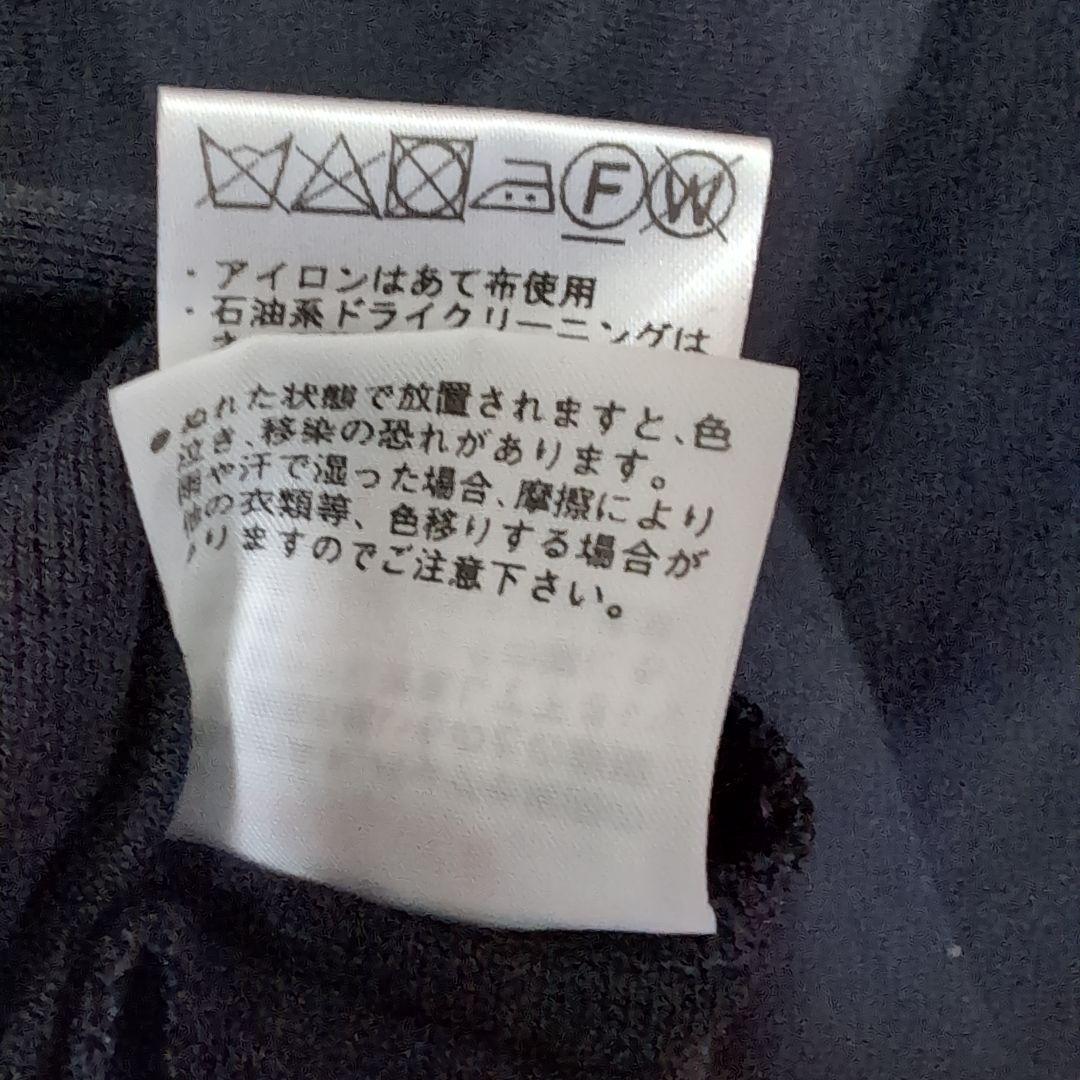 F W
・アイロンはあて布使用
・石油系ドライクリーニングは
●ぬれた状態で放置されますと、色
泣き、移染の恐れがあります。
雨や汗で湿った場合、摩擦により
他の衣類等、色移りする場合が
りますのでご注意下さい。